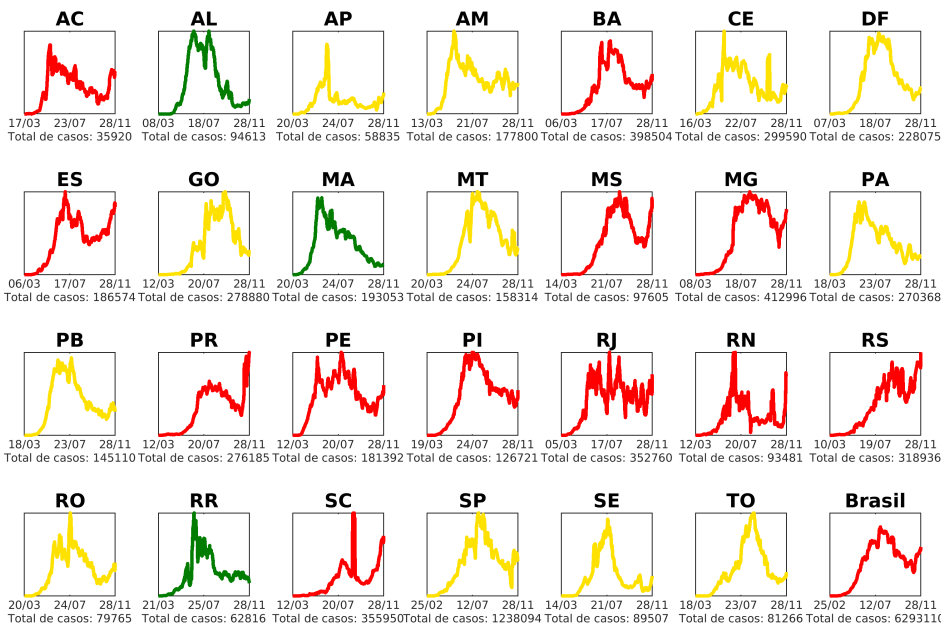 AC AL AP AM BA CE DF
17/03 23/07 28/11 08/03 18/07 28/11 20/03 24/07 28/11 13/03 21/07 28/11 06/03 17/07 28/11 16/03 22/07 28/11 07/03 18/07 28/11
Total de casos: 35920 Total de casos: 94613 Total de casos: 58835 Total de casos: 177800 Total de casos: 398504 Total de casos: 299590 Total de casos: 228075
ES GO MA MT MS MG PA
06/03 17/07 28/11 12/03 20/07 28/11 20/03 24/07 28/11 20/03 24/07 28/11 14/03 21/07 28/11 08/03 18/07 28/11 18/03 23/07 28/11
Total de casos: 186574 Total de casos: 278880 Total de casos: 193053 Total de casos: 158314 Total de casos: 97605 Total de casos: 412996 Total de casos: 270368
PB PR PE PI RJ RN RS
18/03 23/07 28/11 12/03 20/07 28/11 12/03 20/07 28/11 19/03 24/07 28/11 05/03 17/07 28/11 12/03 20/07 28/11 10/03 19/07 28/11
Total de casos: 145110 Total de casos: 276185 Total de casos: 181392 Total de casos: 126721 Total de casos: 352760 Total de casos: 93481 Total de casos: 318936
RO RR SC SP SE TO Brasil
20/03 24/07 28/11 21/03 25/07 28/11 12/03 20/07 28/11 25/02 12/07 28/11 14/03 21/07 28/11 18/03 23/07 28/11 25/02 12/07 28/11
Total de casos: 79765 Total de casos: 62816 Total de casos: 355950 Total de casos: 1238094 Total de casos: 89507 Total de casos: 81266 Total de casos: 6293110